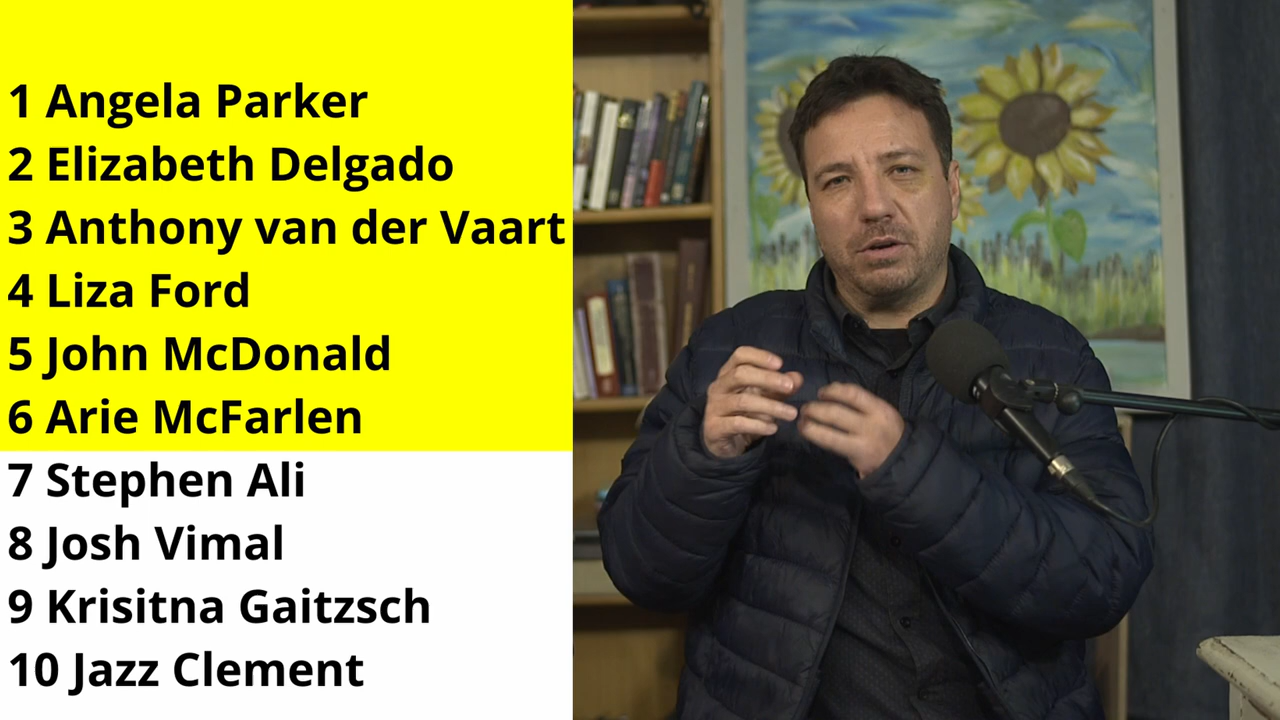 1 Angela Parker
2 Elizabeth Delgado
3 Anthony van der Vaart
4 Liza Ford
5 John McDonald
6 Arie McFarlen
7 Stephen Ali
8 Josh Vimal
9 Krisitna Gaitzsch
10 Jazz Clement